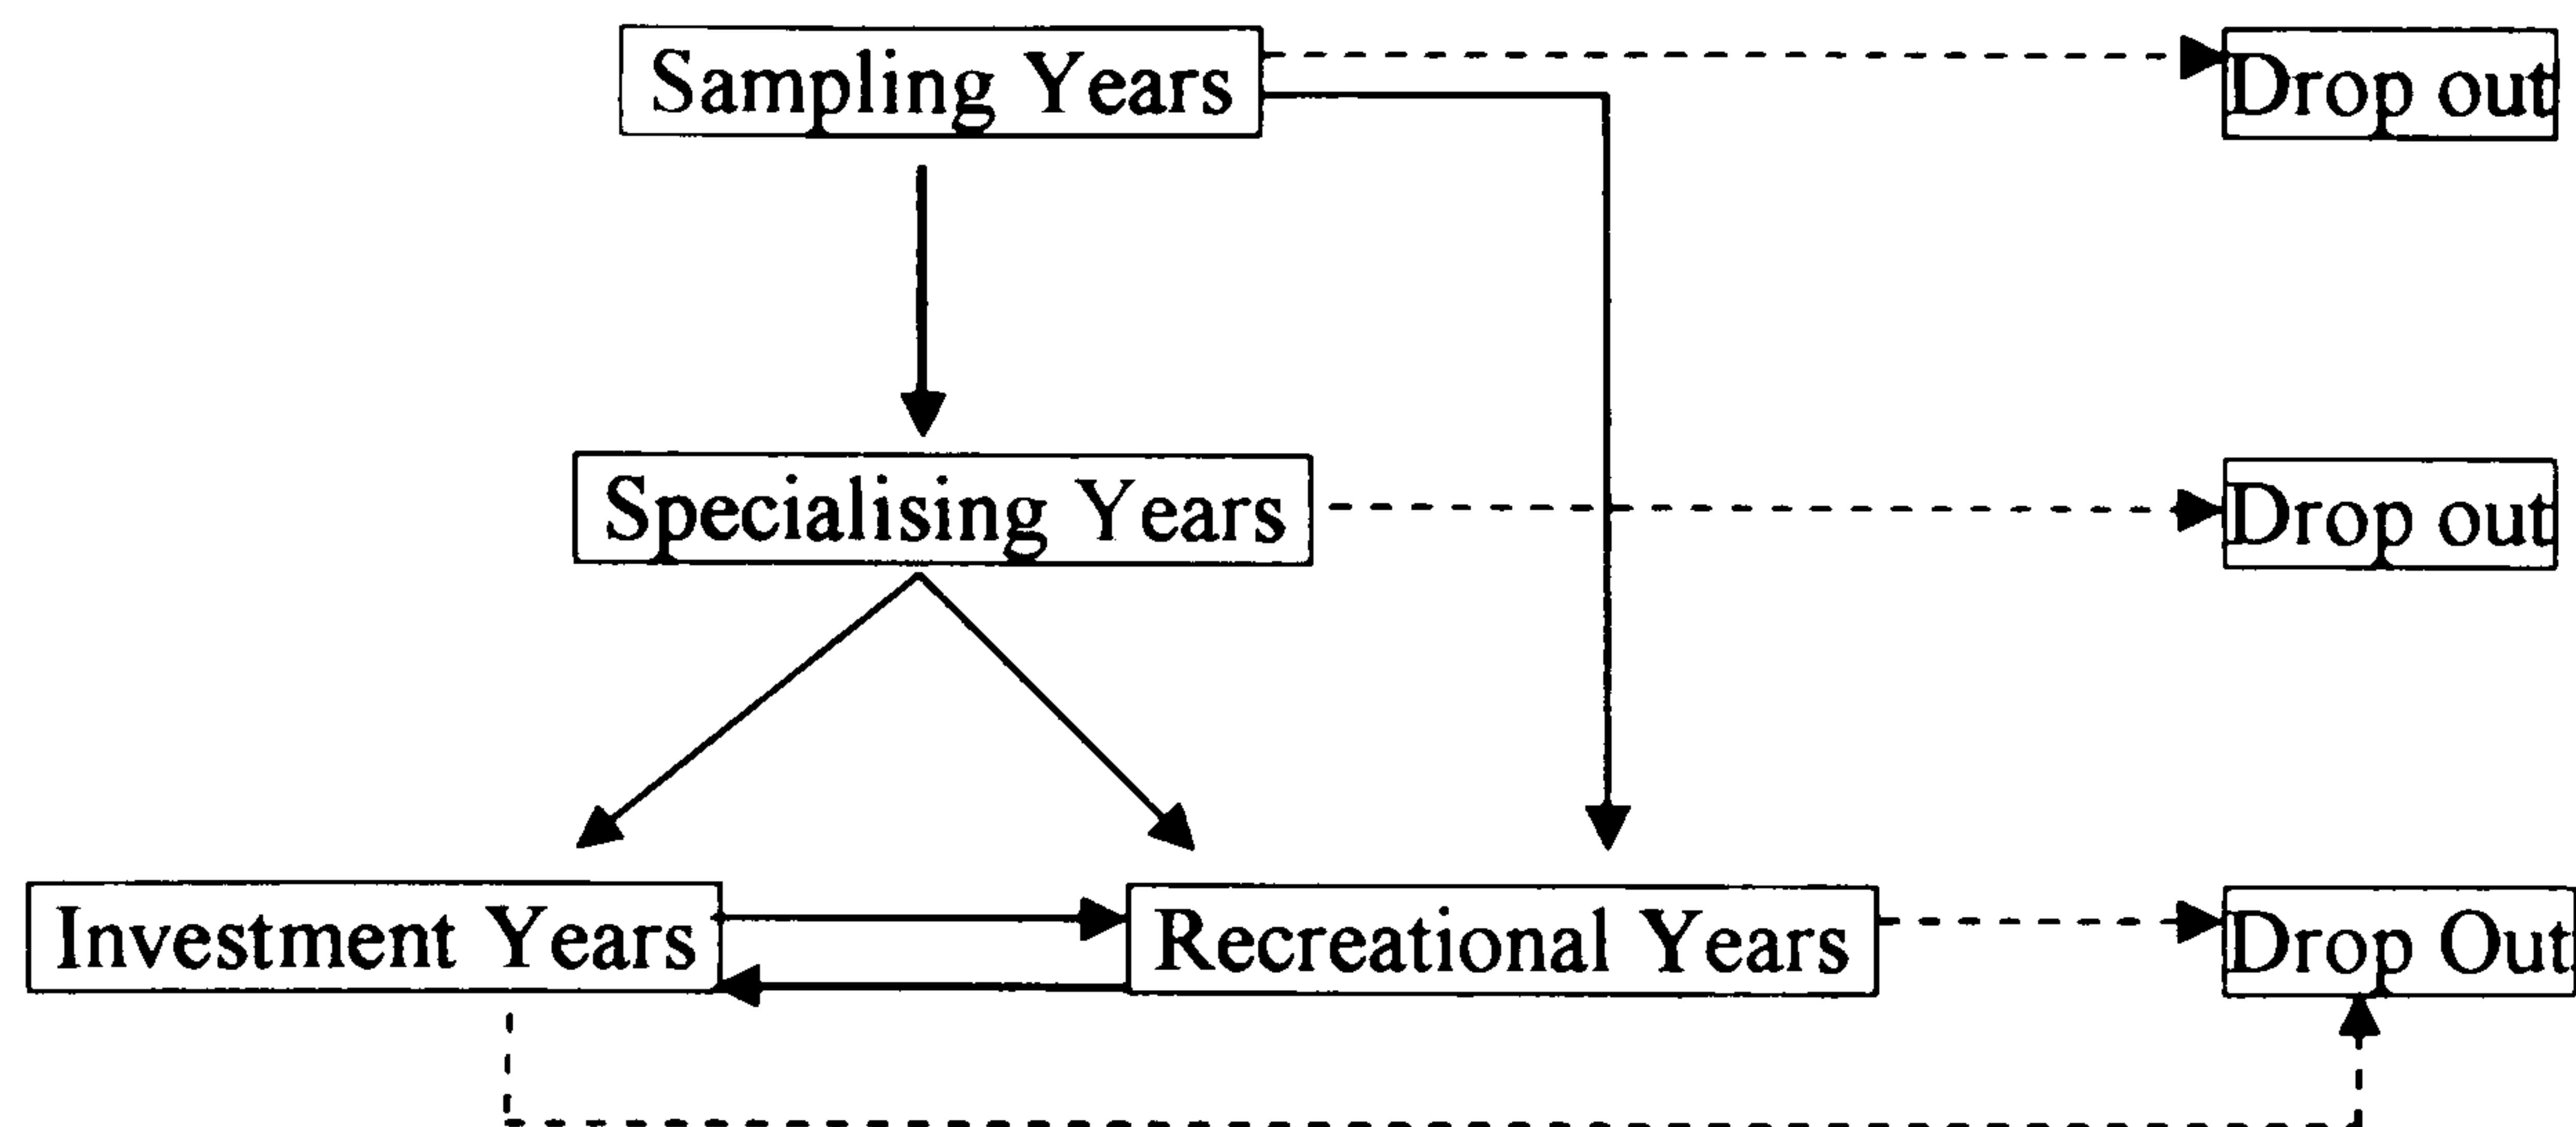 Sampling Years
Drop out
Specialising Years
Drop out
Investment Years
Recreational Years
Drop Out